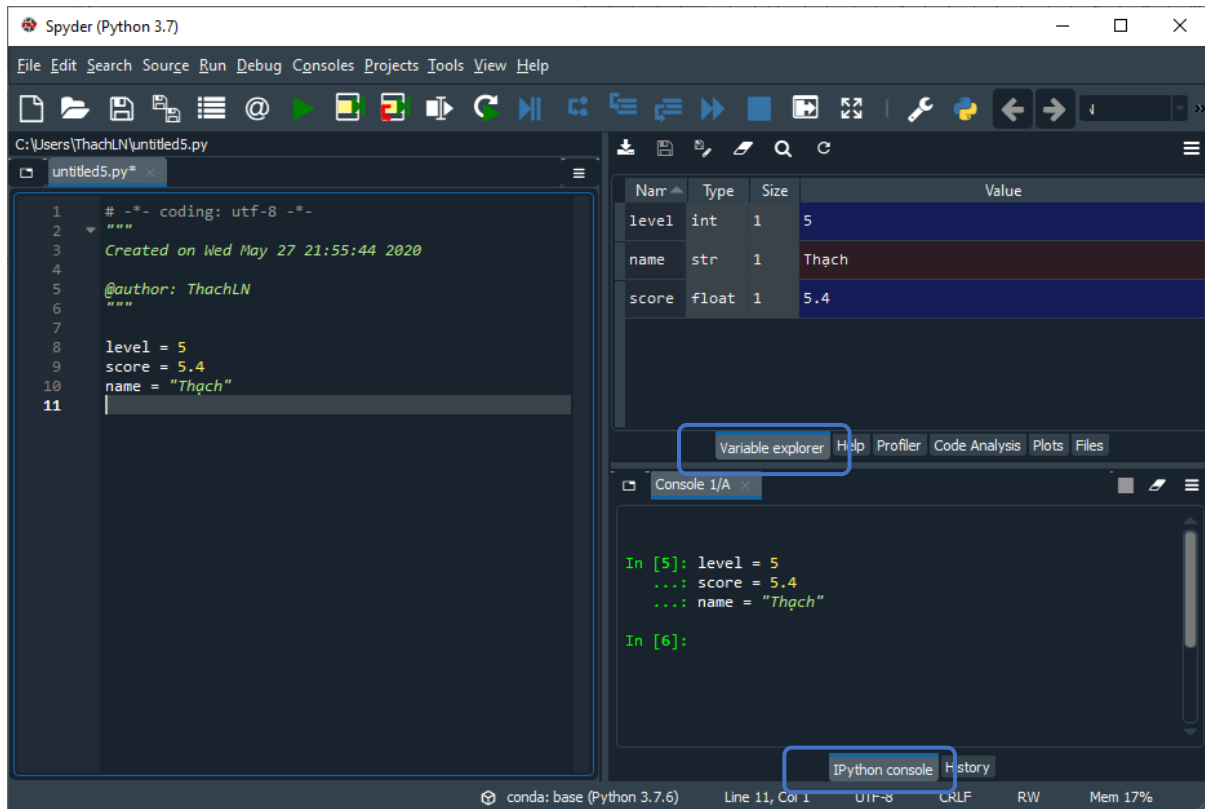 Spyder (Python 3.7)
File Edit Search Source Run Debug Consoles Projects Tools View Help
C:\Users\ThachLN\untitled5.py
untitled5.py*
1 # -*- coding: utf-8 -*-
2 """
3 Created on Wed May 27 21:55:44 2020
4
5 @author: ThachLN
6 """
7
8 level = 5
9 score = 5.4
10 name = "Thạch"
11
Nam Type Size Value
level int 1 5
name str 1 Thạch
score float 1 5.4
Variable explorer Help Profiler Code Analysis Plots Files
Console 1/A
In [5]: level = 5
...: score = 5.4
...: name = "Thạch"
In [6]:
IPython console History
conda: base (Python 3.7.6) Line 11, Col 1 UTF-8 CRLF RW Mem 17%